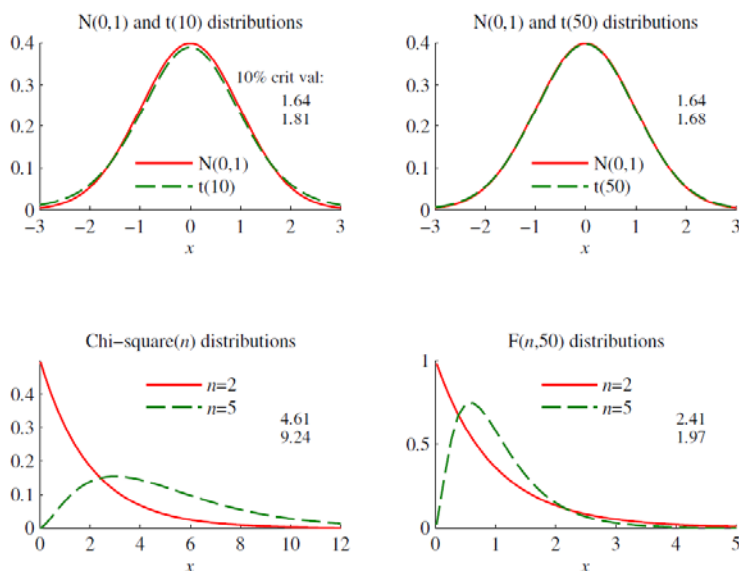 N(0,1) and t(10) distributions
0.4
0.3
0.2
0.1
0
10% crit val:
1.64
1.81
N(0,1)
t(10)
−3 −2 −1 0 1 2 3
x
N(0,1) and t(50) distributions
0.4
0.3
0.2
0.1
0
1.64
1.68
N(0,1)
t(50)
−3 −2 −1 0 1 2 3
x
Chi−square(n) distributions
0.5
0.4
0.3
0.2
0.1
0
n=2
n=5
4.61
9.24
0 2 4 6 8 10 12
x
F(n,50) distributions
1
0.5
0
n=2
n=5
2.41
1.97
0 1 2 3 4 5
x